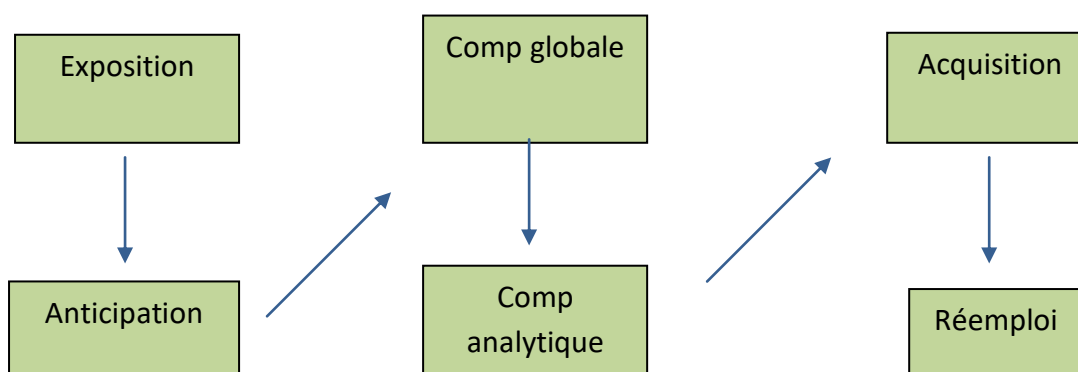 Exposition
Comp globale
Acquisition
Anticipation
Comp
analytique
Réemploi